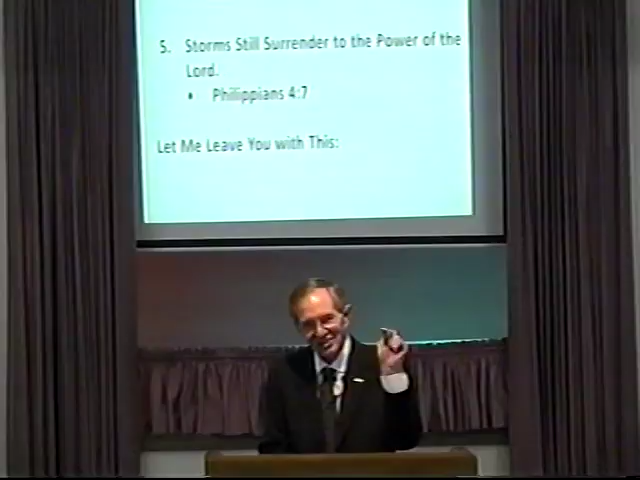 5. Storms Still Surrender to the Power of the
Lord.
• Philippians 4:7
Let Me Leave You with This: